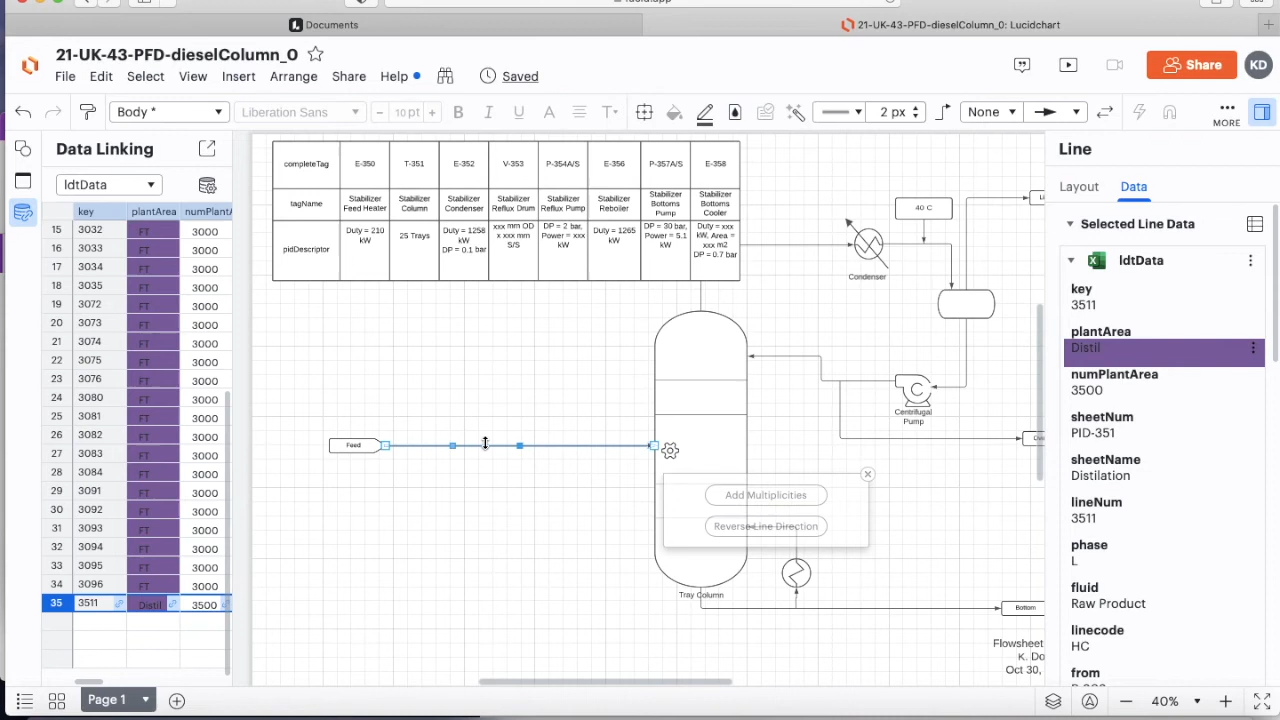 lucid.app
Documents
21-UK-43-PFD-dieselColumn_0: Lucidchart
21-UK-43-PFD-dieselColumn_0
File Edit Select View Insert Arrange Share Help Saved
Share
KD
Body *
Liberation Sans
10 pt
B I U A T
2 px
None
MORE
Data Linking
ldtData
key plantArea numPlantA
15 3032 FT 3000
16 3033 FT 3000
17 3034 FT 3000
18 3035 FT 3000
19 3072 FT 3000
20 3073 FT 3000
21 3074 FT 3000
22 3075 FT 3000
23 3076 FT 3000
24 3080 FT 3000
25 3081 FT 3000
26 3082 FT 3000
27 3083 FT 3000
28 3084 FT 3000
29 3091 FT 3000
30 3092 FT 3000
31 3093 FT 3000
32 3094 FT 3000
33 3095 FT 3000
34 3096 FT 3000
35 3511 Distil 3500
completeTag E-350 T-351 E-352 V-353 P-354A/S E-356 P-357A/S E-358
tagName
Stabilizer Feed Heater
Stabilizer Column
Stabilizer Condenser
Stabilizer Reflux Drum
Stabilizer Reflux Pump
Stabilizer Reboiler
Stabilizer Bottoms Pump
Stabilizer Bottoms Cooler
pidDescriptor
Duty = 210 kW
25 Trays
Duty = 1258 kW DP = 0.1 bar
xxx mm OD x xxx mm S/S
DP = 2 bar, Power = xxx kW
Duty = 1265 kW
DP = 30 bar, Power = 5.1 kW
Duty = xxx kW, Area = xxx m2 DP = 0.7 bar
40 C
Condenser
C
Centrifugal
Pump
Feed
Add Multiplicities
Reverse Line Direction
Tray Column
Bottom
Flowsheet
K. Do
Oct 30,
Line
Layout Data
Selected Line Data
ldtData
key
3511
plantArea
Distil
numPlantArea
3500
sheetNum
PID-351
sheetName
Distilation
lineNum
3511
phase
L
fluid
Raw Product
linecode
HC
from
Page 1
40%